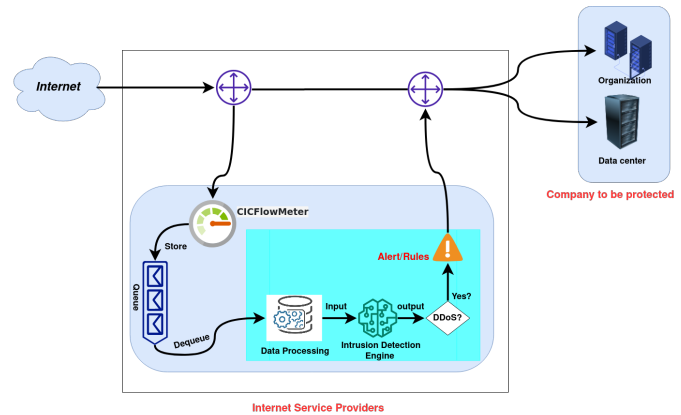 Internet
Organization
Data center
Company to be protected
CICFlowMeter
Store
Queue
Dequeue
Alert/Rules
Yes?
Input
output
DDoS?
Data Processing
Intrusion Detection
Engine
Internet Service Providers